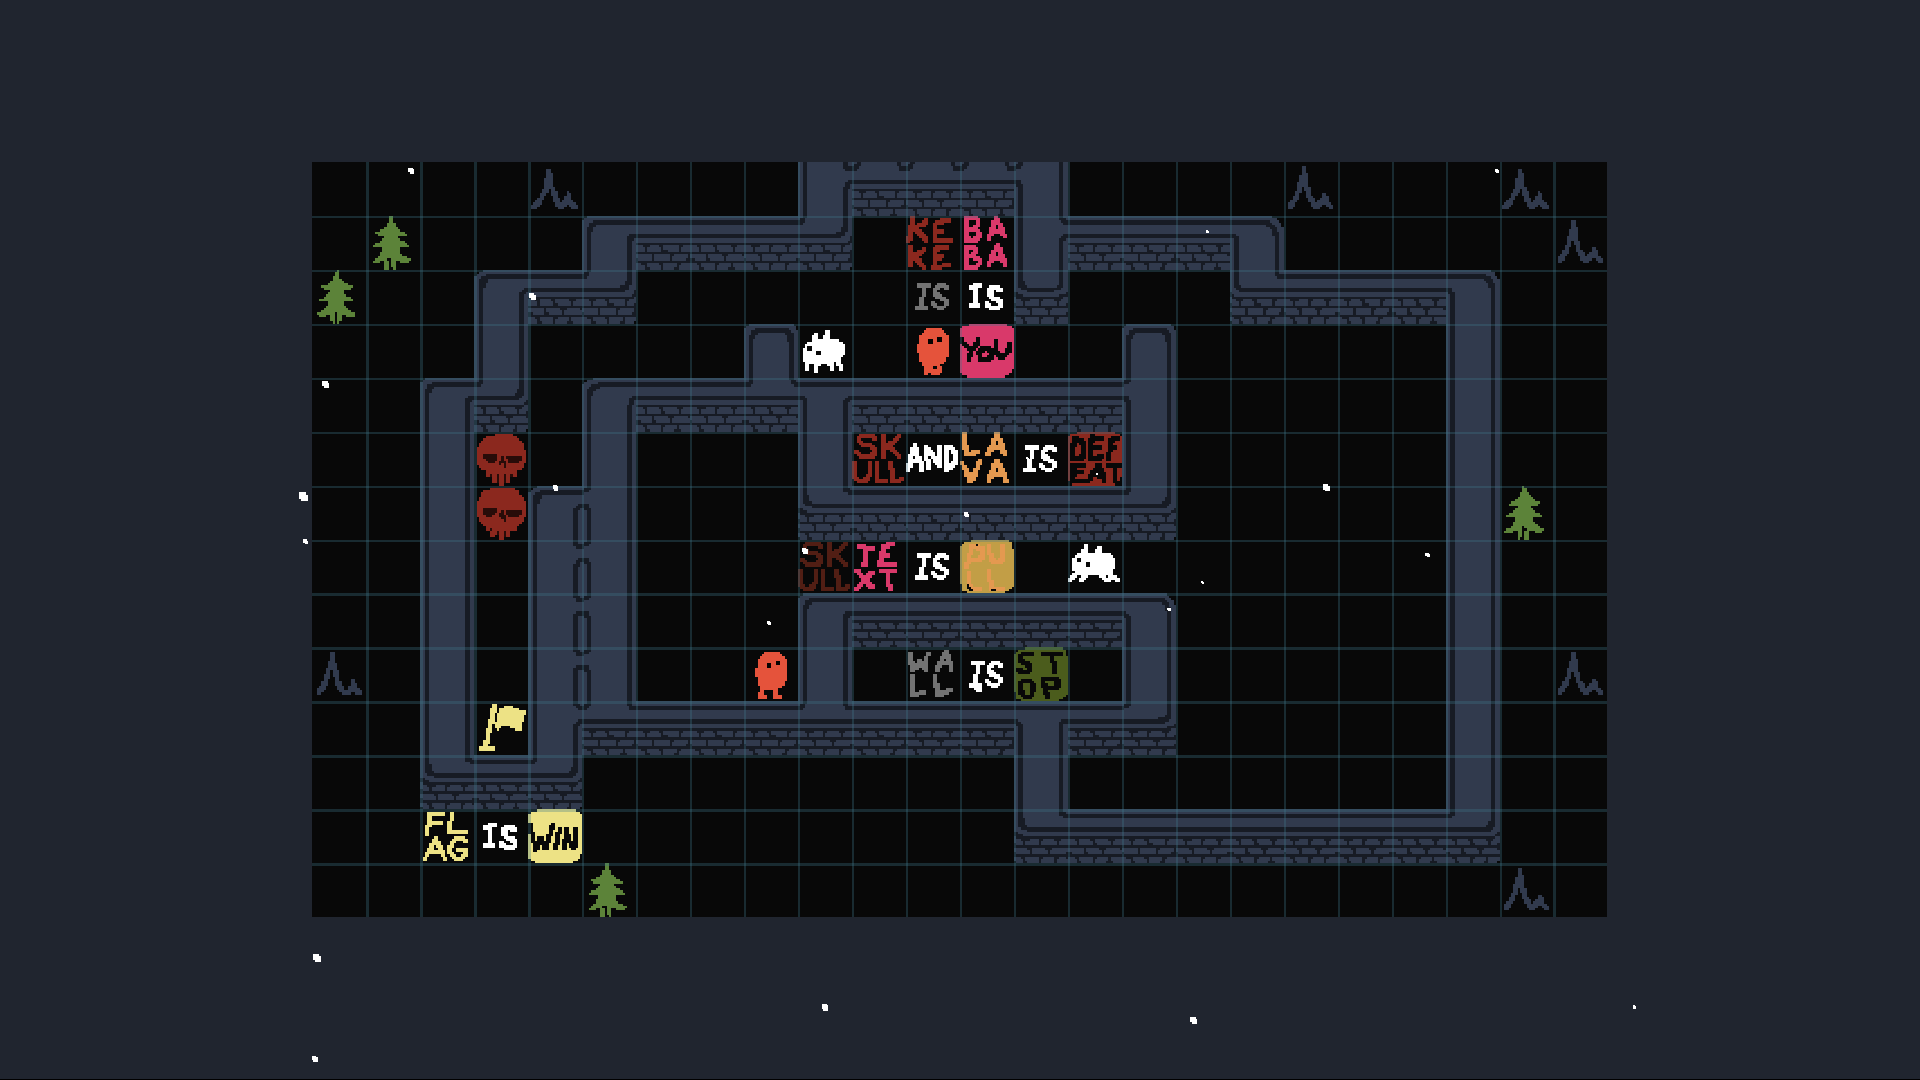 KEKE BABA
IS IS
YOU
SKULL AND LAVA IS DEFEAT
SKULL TEXT IS PULL
WALL IS STOP
FLAG IS WIN